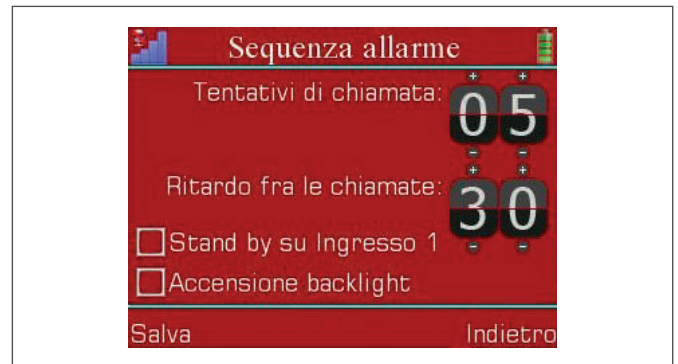 Sequenza allarme
Tentativi di chiamata:
+ +
05
- -
Ritardo fra le chiamate:
+ +
30
- -
Stand by su Ingresso 1
Accensione backlight
Salva Indietro